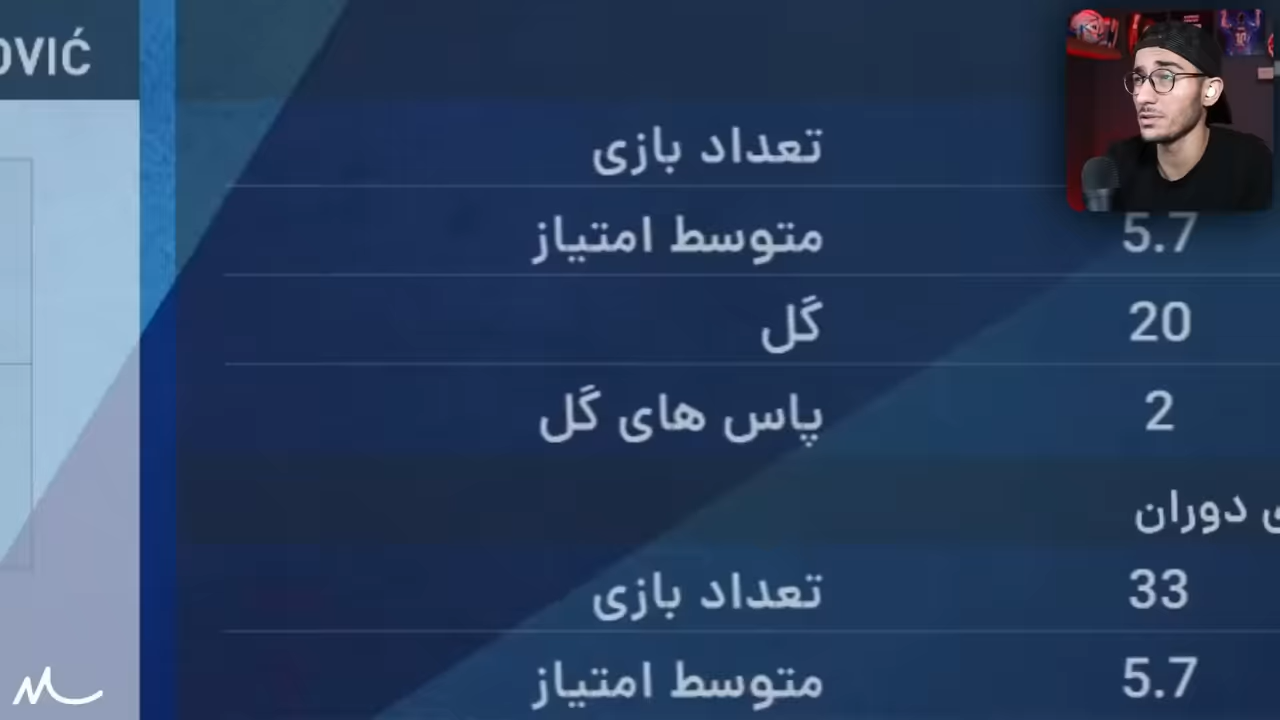 OVIĆ
تعداد بازی
متوسط امتیاز 5.7
گل 20
پاس های گل 2
دوران
تعداد بازی 33
متوسط امتیاز 5.7